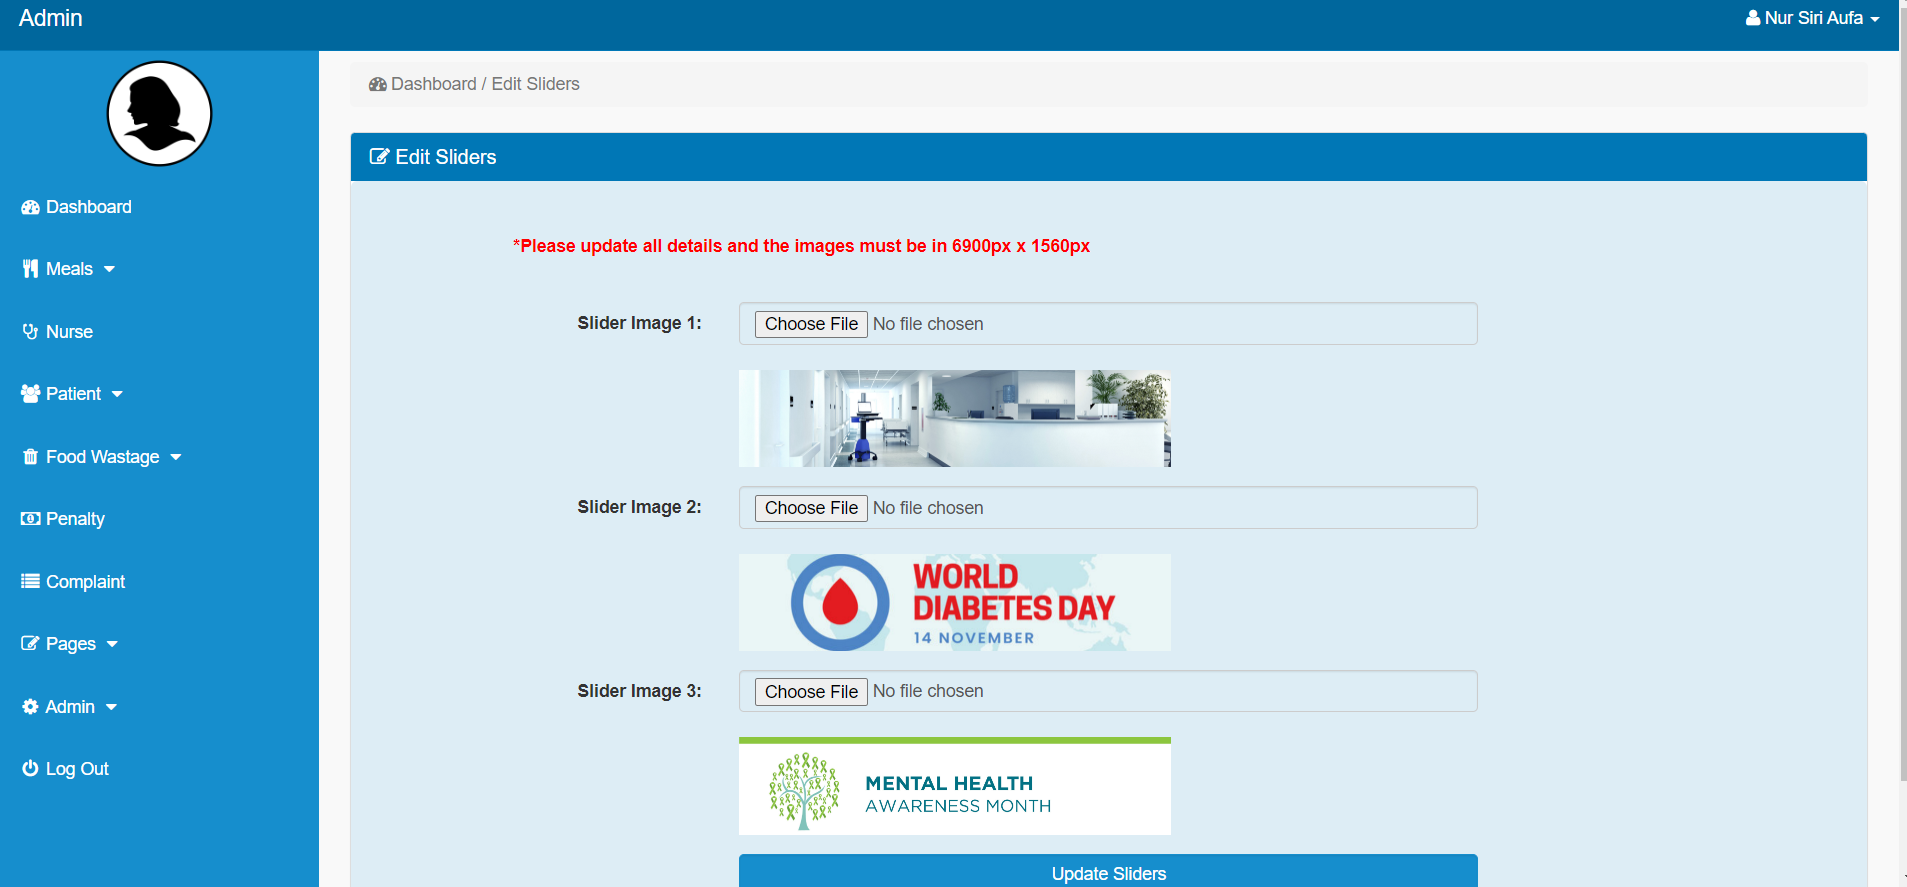 Admin
Nur Siri Aufa
Dashboard / Edit Sliders
Edit Sliders
Dashboard
Meals
Nurse
Patient
Food Wastage
Penalty
Complaint
Pages
Admin
Log Out
*Please update all details and the images must be in 6900px x 1560px
Slider Image 1:
Choose File No file chosen
Slider Image 2:
Choose File No file chosen
WORLD
DIABETES DAY
14 NOVEMBER
Slider Image 3:
Choose File No file chosen
MENTAL HEALTH
AWARENESS MONTH
Update Sliders